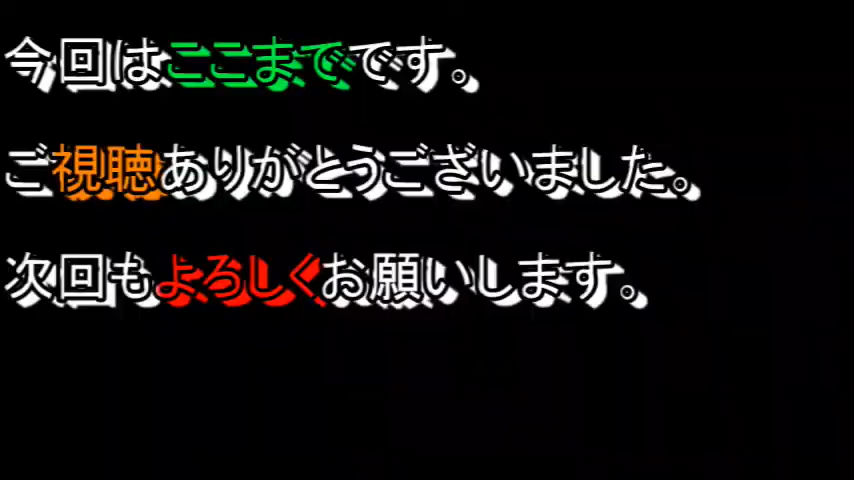 今回はここまでです。
ご視聴ありがとうございました。
次回もよろしくお願いします。